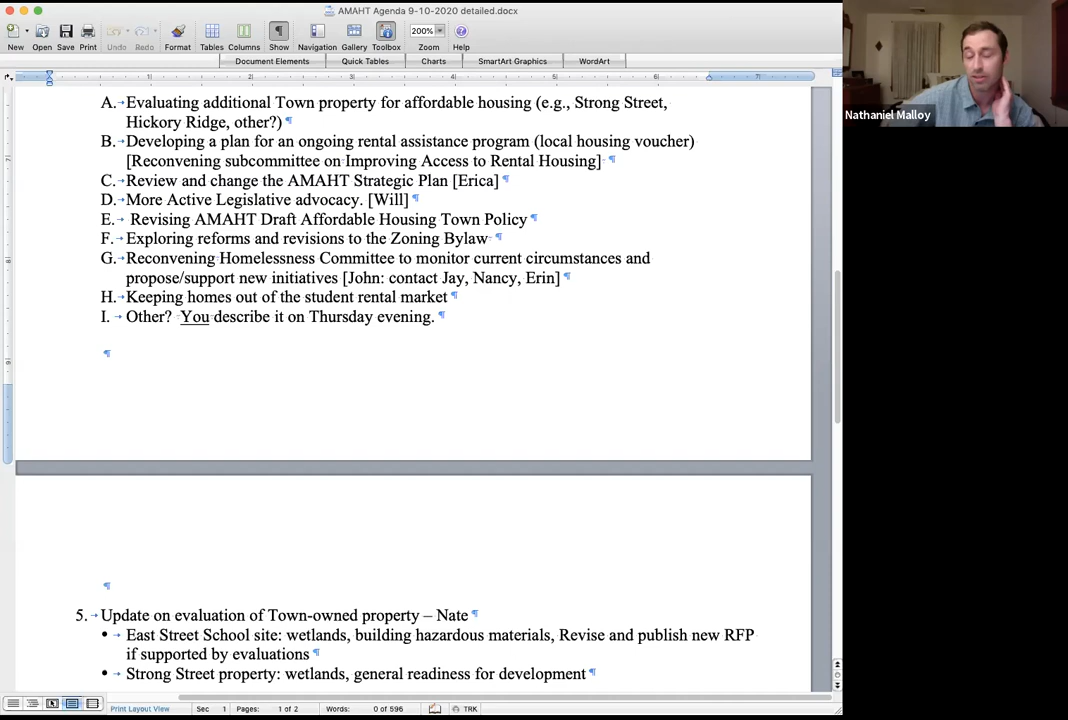 AMAHT Agenda 9-10-2020 detailed.docx
200%
New Open Save Print Undo Redo Format Tables Columns Show Navigation Gallery Toolbox Zoom Help
Document Elements Quick Tables Charts SmartArt Graphics WordArt
A. Evaluating additional Town property for affordable housing (e.g., Strong Street,
Hickory Ridge, other?)
B. Developing a plan for an ongoing rental assistance program (local housing voucher)
[Reconvening subcommittee on Improving Access to Rental Housing]
C. Review and change the AMAHT Strategic Plan [Erica]
D. More Active Legislative advocacy. [Will]
E. Revising AMAHT Draft Affordable Housing Town Policy
F. Exploring reforms and revisions to the Zoning Bylaw
G. Reconvening Homelessness Committee to monitor current circumstances and
propose/support new initiatives [John: contact Jay, Nancy, Erin]
H. Keeping homes out of the student rental market
I. Other? You describe it on Thursday evening.
5. Update on evaluation of Town-owned property – Nate
• East Street School site: wetlands, building hazardous materials, Revise and publish new RFP
if supported by evaluations
• Strong Street property: wetlands, general readiness for development
Print Layout View Sec 1 Pages: 1 of 2 Words: 0 of 596 TRK
Nathaniel Malloy